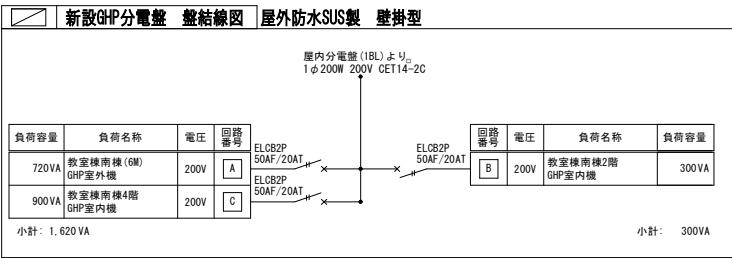 新設GHP分電盤 盤結線図 屋外防水SUS製 壁掛型
屋内分電盤(1BL)より。
1φ200W 200V CET14-2C
負荷容量 負荷名称 電圧 回路番号
720VA 教室棟南棟(6M) GHP室外機 200V A
900VA 教室棟南棟4階 GHP室内機 200V C
小計: 1,620VA
ELCB2P
50AF/20AT
ELCB2P
50AF/20AT
ELCB2P
50AF/20AT
回路番号 電圧 負荷名称 負荷容量
B 200V 教室棟南棟2階 GHP室内機 300VA
小計: 300VA